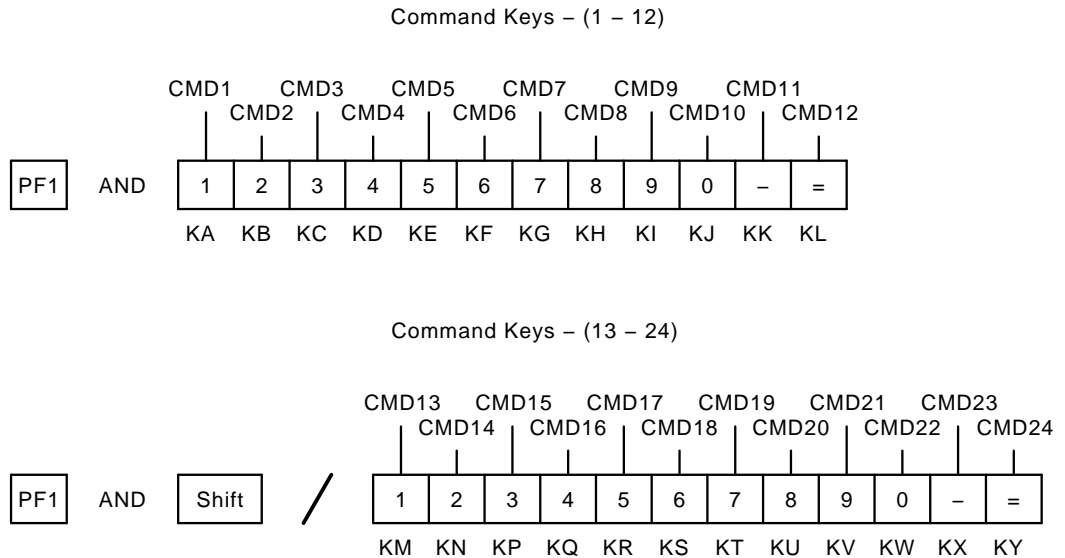 Command Keys – (1 – 12)
CMD1 CMD3 CMD5 CMD7 CMD9 CMD11
CMD2 CMD4 CMD6 CMD8 CMD10 CMD12
PF1 AND 1 2 3 4 5 6 7 8 9 0 – =
KA KB KC KD KE KF KG KH KI KJ KK KL
Command Keys – (13 – 24)
CMD13 CMD15 CMD17 CMD19 CMD21 CMD23
CMD14 CMD16 CMD18 CMD20 CMD22 CMD24
PF1 AND Shift / 1 2 3 4 5 6 7 8 9 0 – =
KM KN KP KQ KR KS KT KU KV KW KX KY